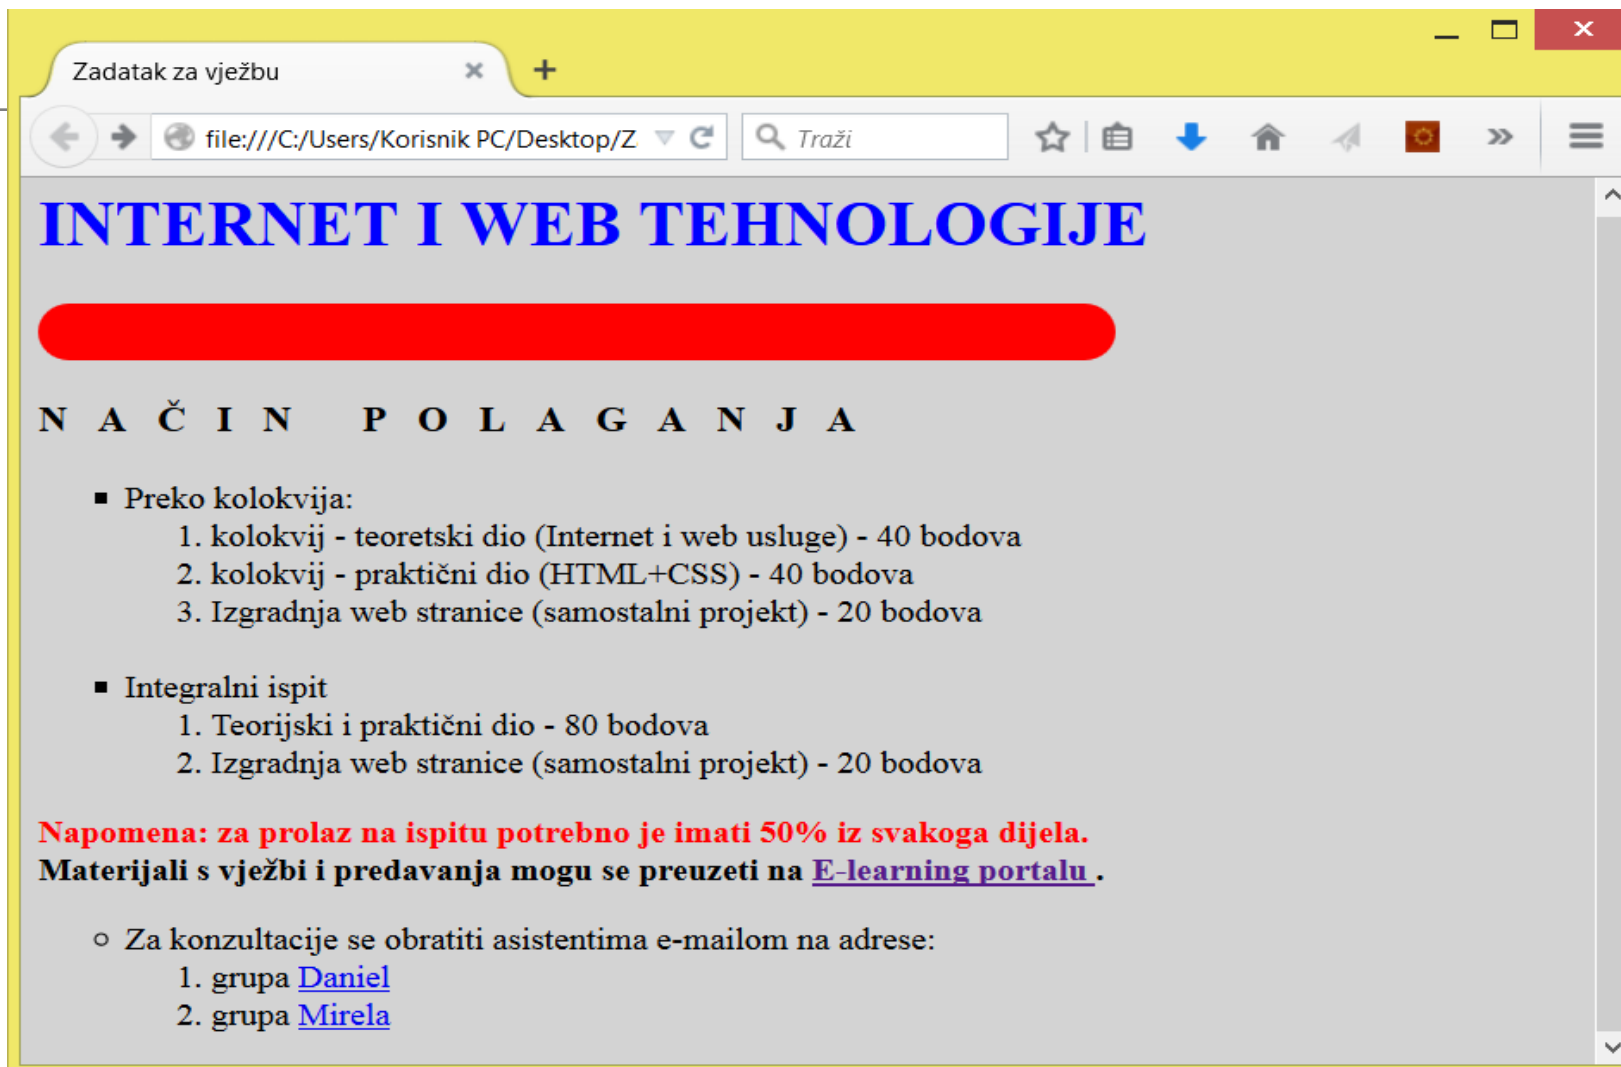 Zadatak za vježbu
file:///C:/Users/Korisnik PC/Desktop/Z
Traži
INTERNET I WEB TEHNOLOGIJE
N A Č I N P O L A G A N J A
Preko kolokvija:
1. kolokvij - teoretski dio (Internet i web usluge) - 40 bodova
2. kolokvij - praktični dio (HTML+CSS) - 40 bodova
3. Izgradnja web stranice (samostalni projekt) - 20 bodova
Integralni ispit
1. Teorijski i praktični dio - 80 bodova
2. Izgradnja web stranice (samostalni projekt) - 20 bodova
Napomena: za prolaz na ispitu potrebno je imati 50% iz svakoga dijela.
Materijali s vježbi i predavanja mogu se preuzeti na E-learning portalu .
Za konzultacije se obratiti asistentima e-mailom na adrese:
1. grupa Daniel
2. grupa Mirela